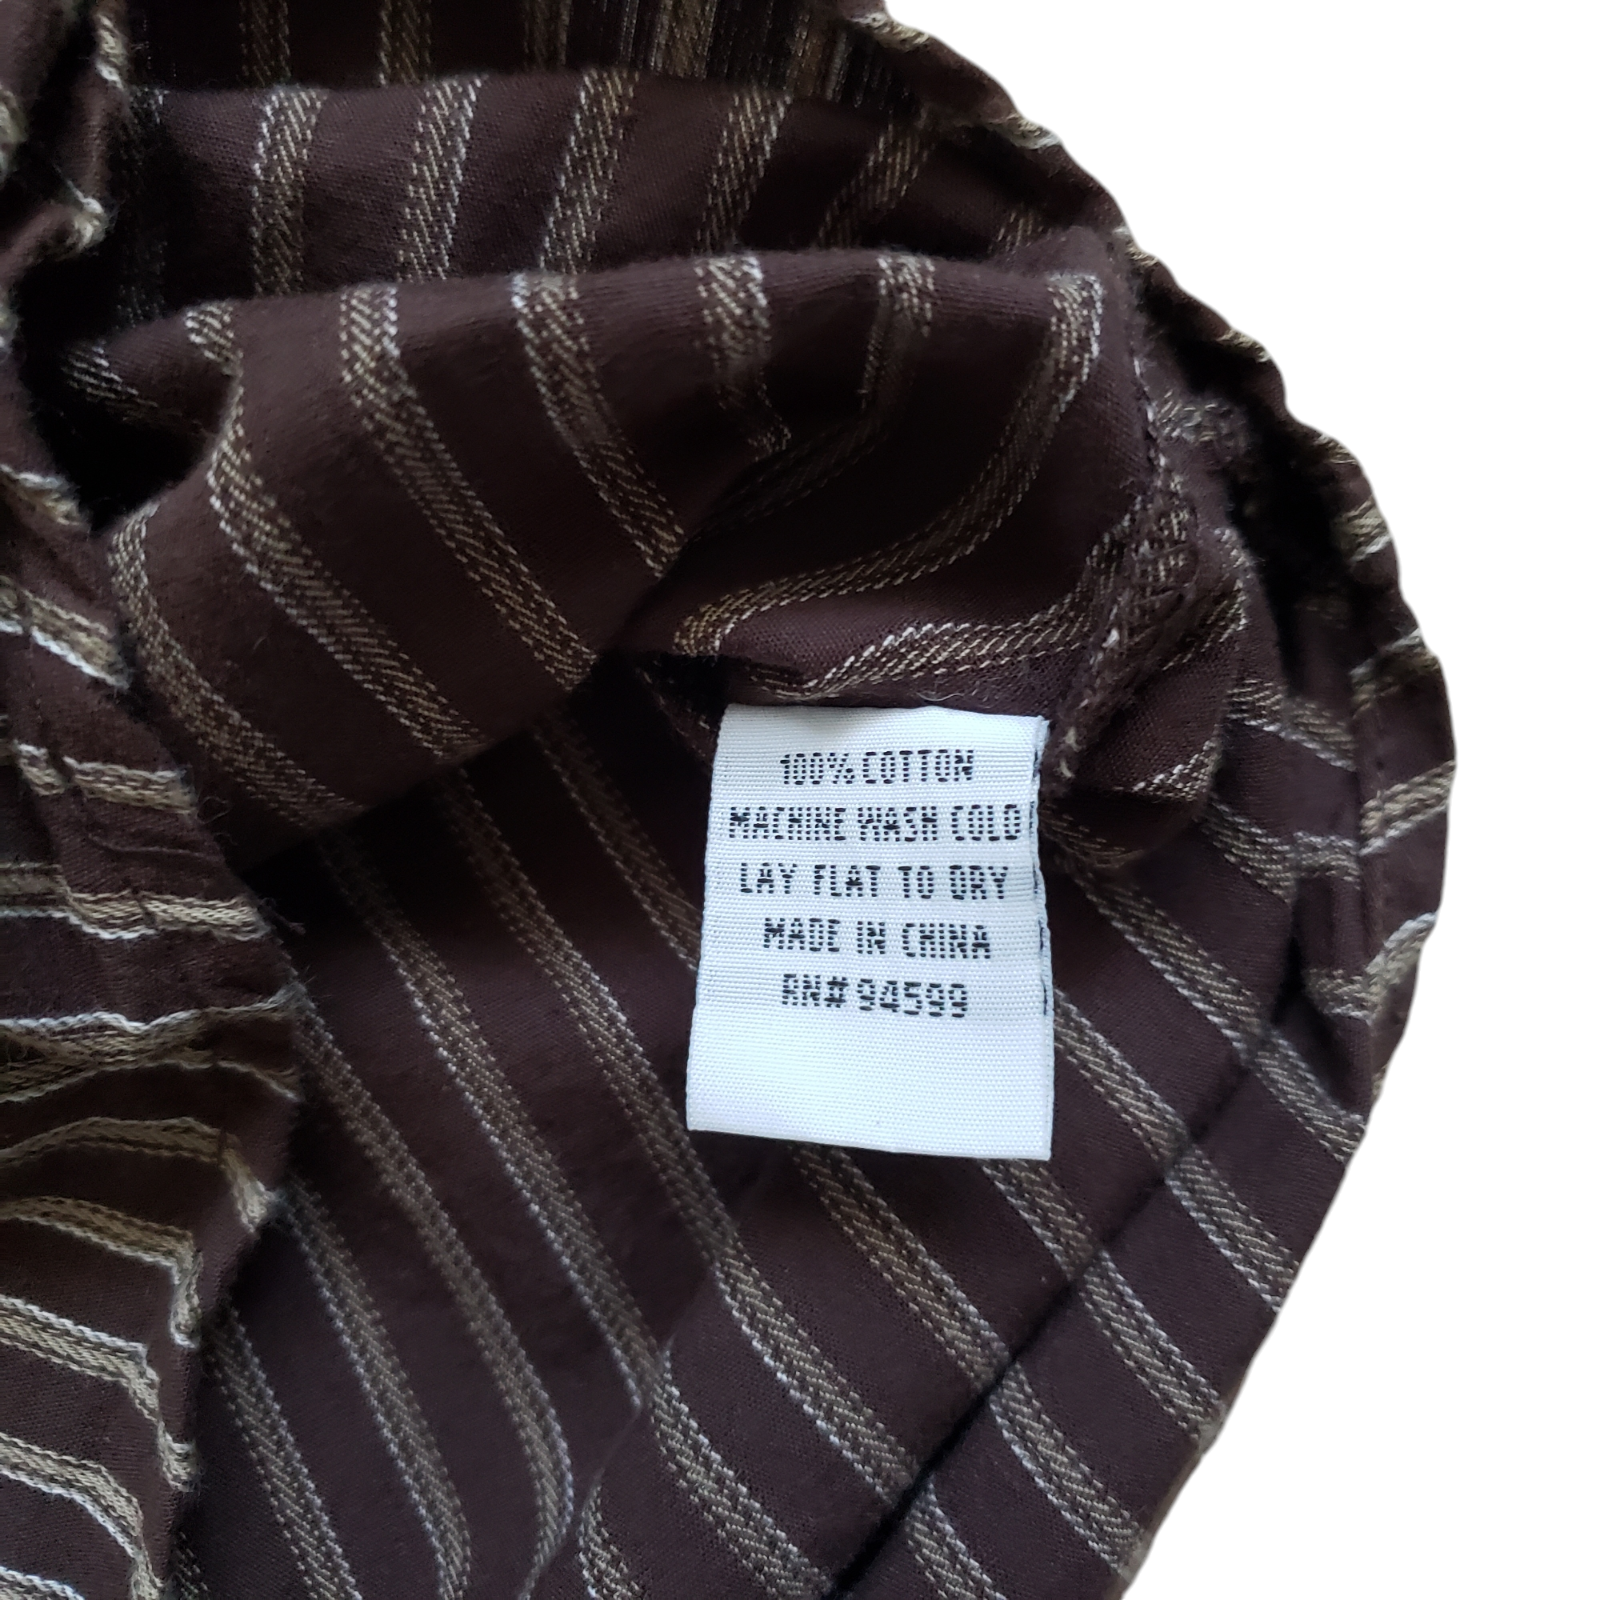 100% COTTON
MACHINE WASH COLD
LAY FLAT TO DRY
MADE IN CHINA
RN# 94599